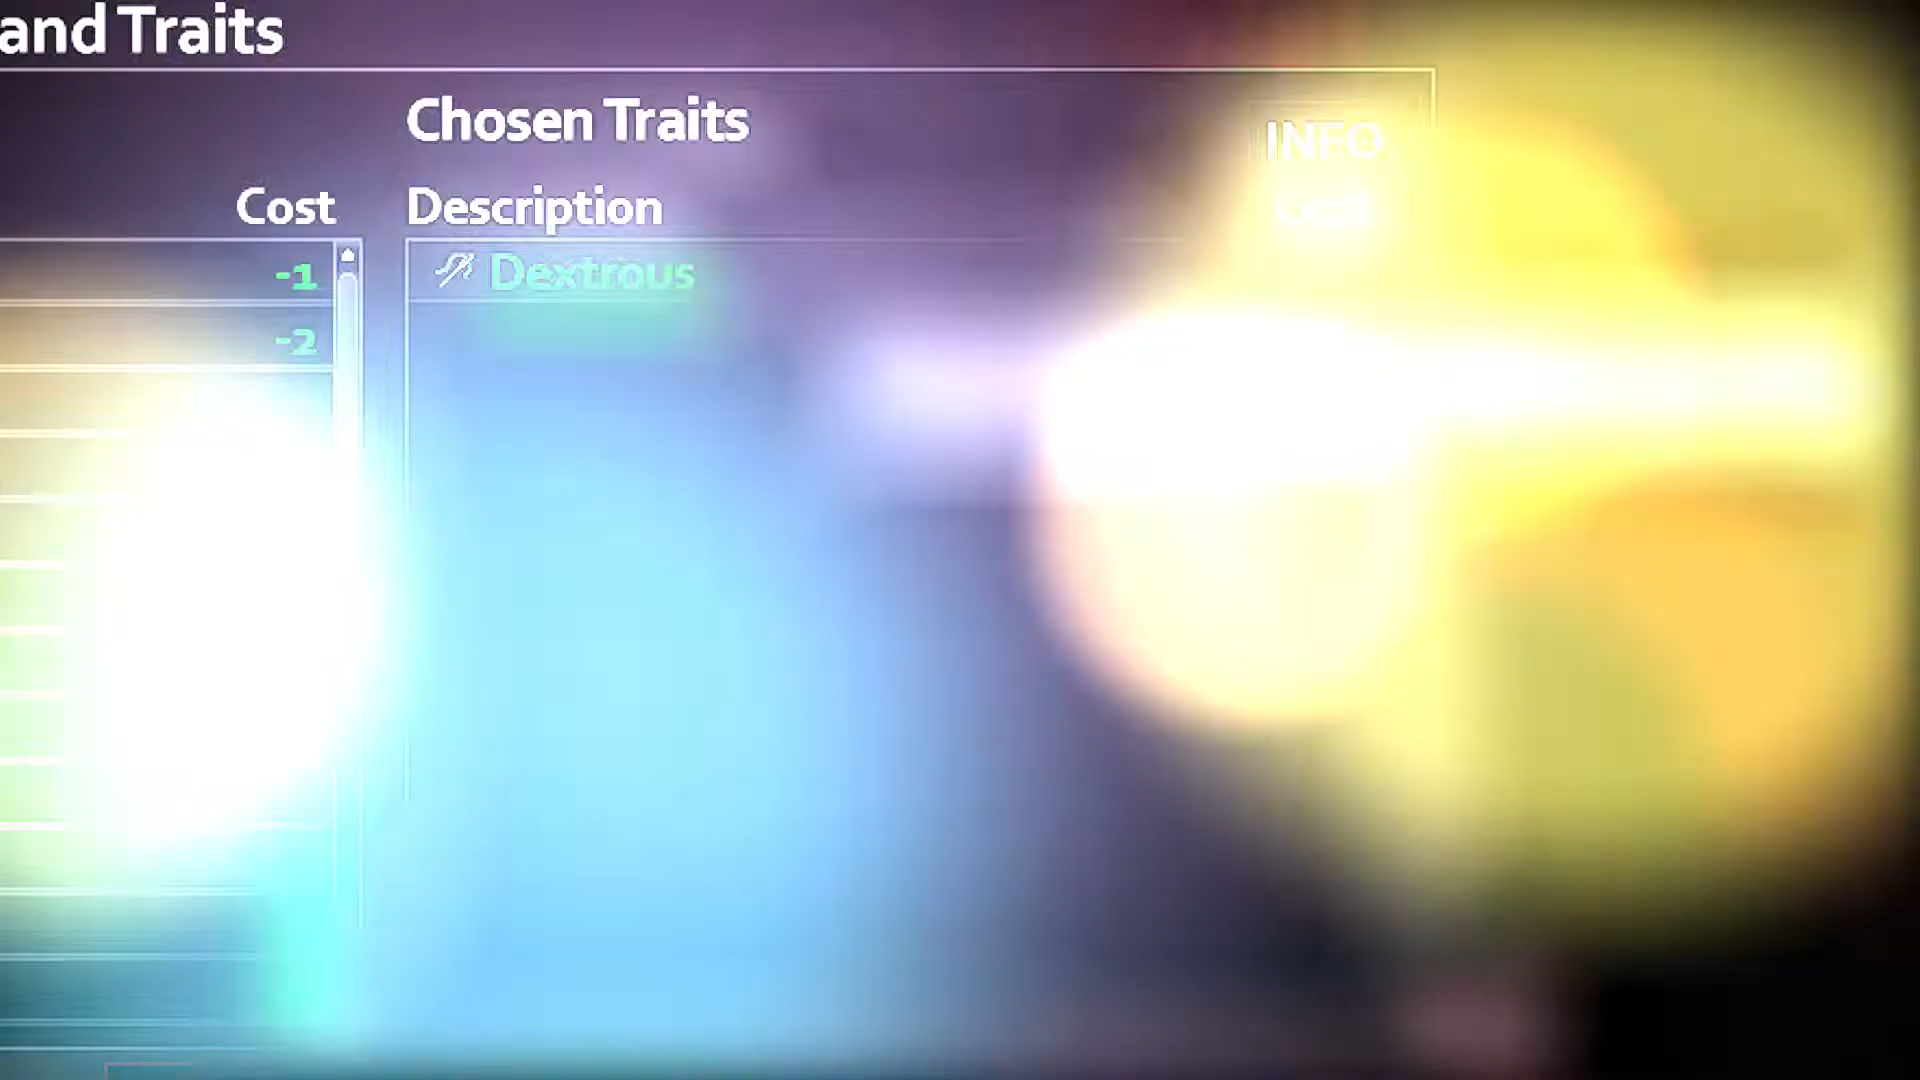 and Traits
Chosen Traits
INFO
Cost Description
-1 Dextrous
-2